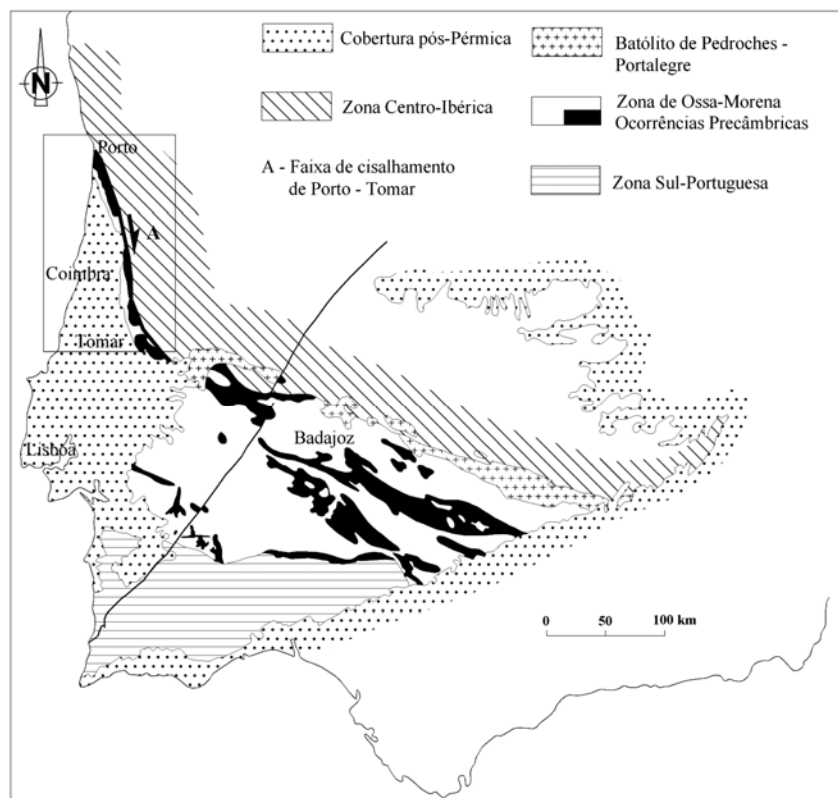 Cobertura pós-Pérmica
Batólito de Pedroches -
Portalegre
N
Zona Centro-Ibérica
Zona de Ossa-Morena
Ocorrências Precâmbricas
Porto
A - Faixa de cisalhamento
de Porto - Tomar
Zona Sul-Portuguesa
A
Coimbra
Tomar
Badajoz
Lisboa
0 50 100 km